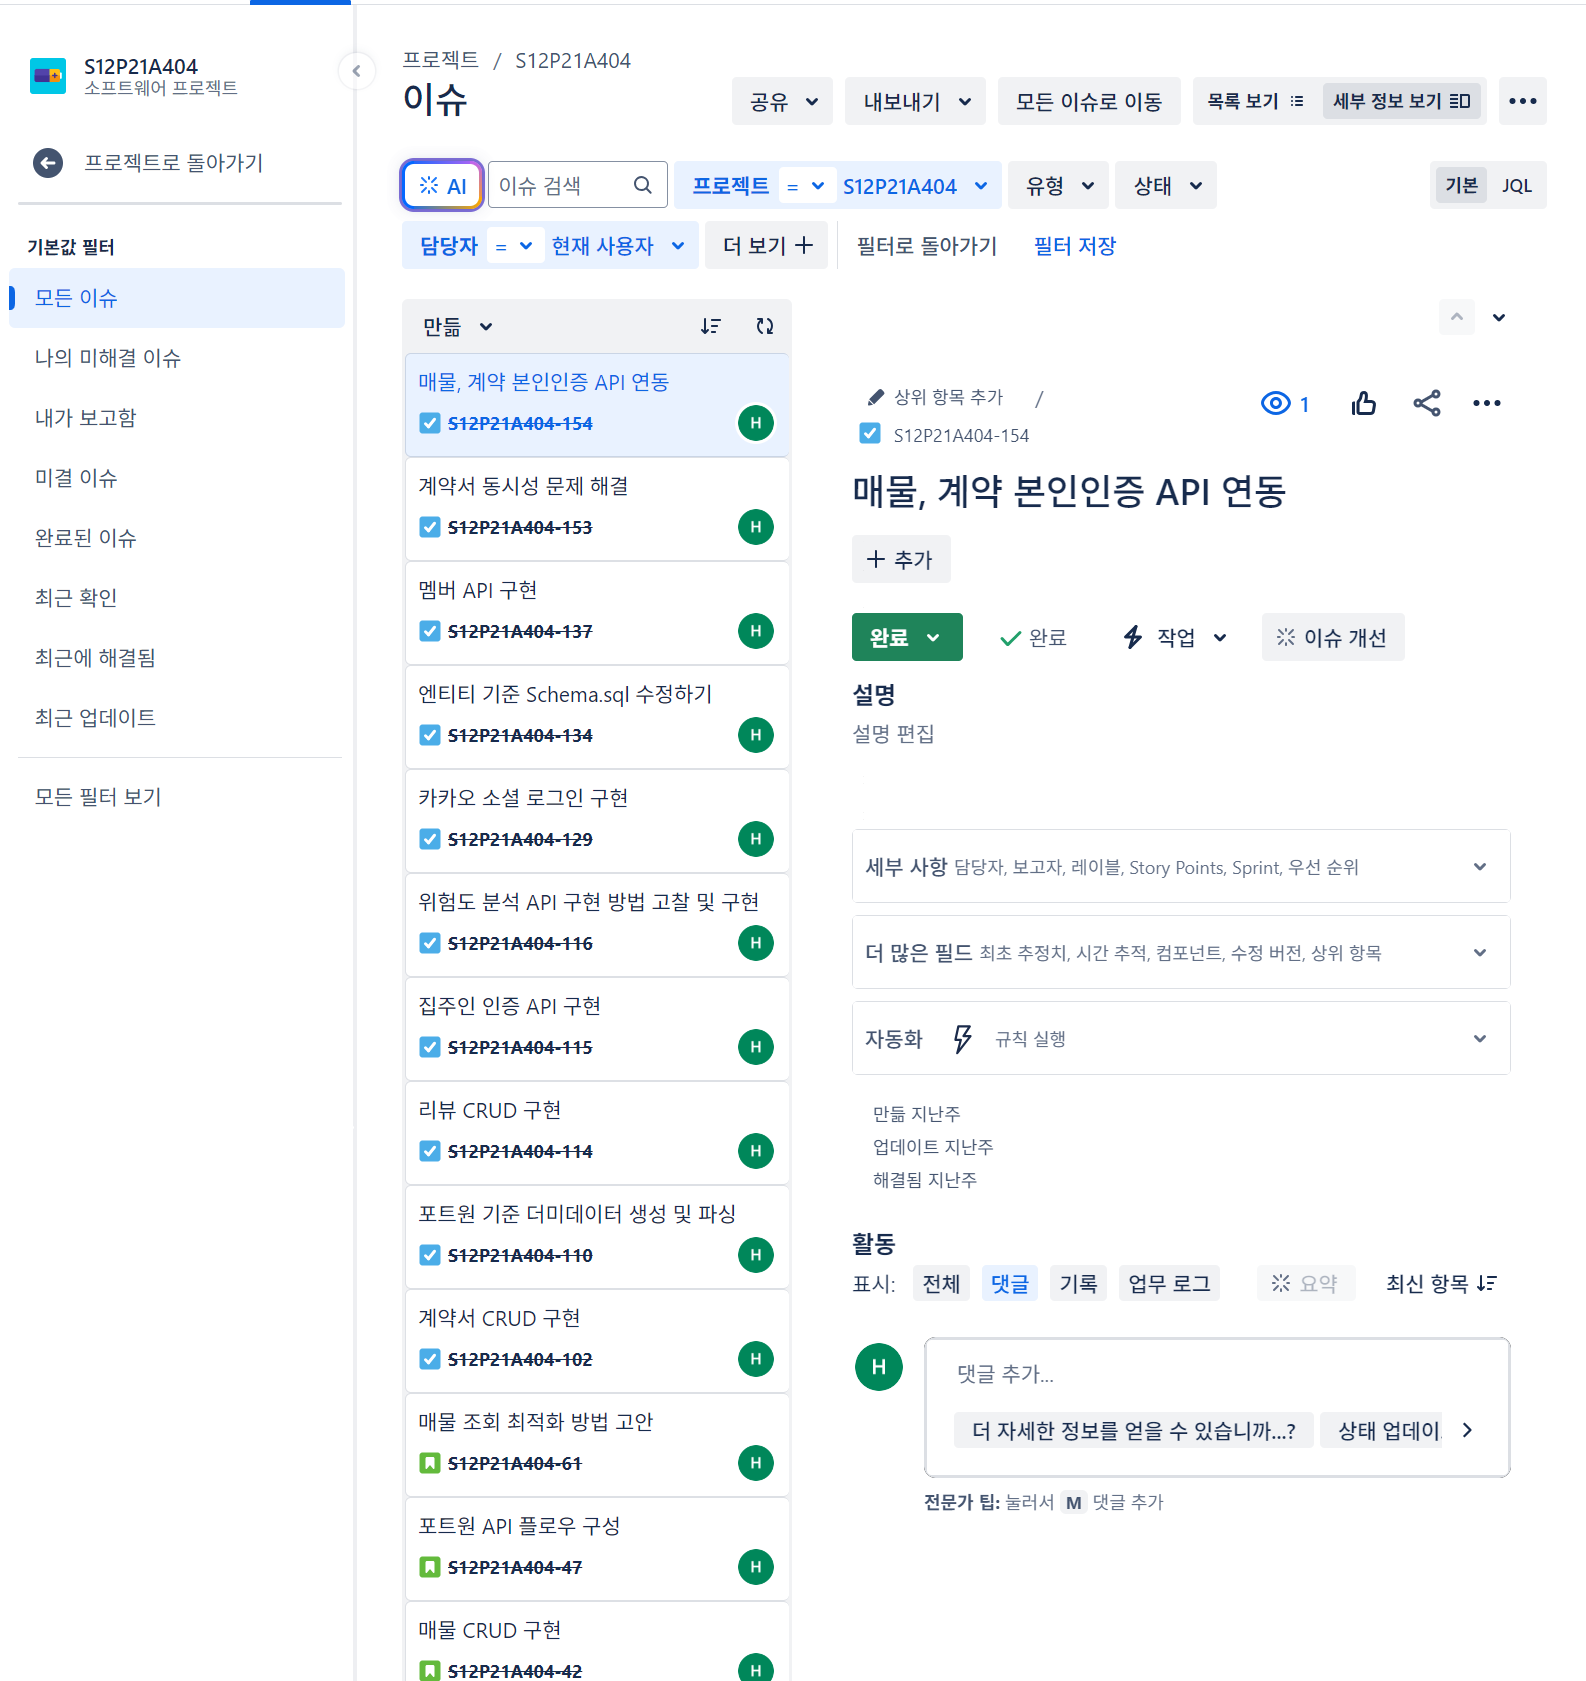 S12P21A404
소프트웨어 프로젝트
프로젝트로 돌아가기
기본값 필터
모든 이슈
나의 미해결 이슈
내가 보고함
미결 이슈
완료된 이슈
최근 확인
최근에 해결됨
최근 업데이트
모든 필터 보기
프로젝트 / S12P21A404
이슈
공유 내보내기 모든 이슈로 이동 목록 보기 세부 정보 보기
AI 이슈 검색 프로젝트 = S12P21A404 유형 상태 기본 JQL
담당자 = 현재 사용자 더 보기 필터로 돌아가기 필터 저장
만듦
매물, 계약 본인인증 API 연동
S12P21A404-154 H
계약서 동시성 문제 해결
S12P21A404-153 H
멤버 API 구현
S12P21A404-137 H
엔티티 기준 Schema.sql 수정하기
S12P21A404-134 H
카카오 소셜 로그인 구현
S12P21A404-129 H
위험도 분석 API 구현 방법 고찰 및 구현
S12P21A404-116 H
집주인 인증 API 구현
S12P21A404-115 H
리뷰 CRUD 구현
S12P21A404-114 H
포트원 기준 더미데이터 생성 및 파싱
S12P21A404-110 H
계약서 CRUD 구현
S12P21A404-102 H
매물 조회 최적화 방법 고안
S12P21A404-61 H
포트원 API 플로우 구성
S12P21A404-47 H
매물 CRUD 구현
S12P21A404-42 H
상위 항목 추가 /
1
S12P21A404-154
매물, 계약 본인인증 API 연동
추가
완료 완료 작업 이슈 개선
설명
설명 편집
세부 사항 담당자, 보고자, 레이블, Story Points, Sprint, 우선 순위
더 많은 필드 최초 추정치, 시간 추적, 컴포넌트, 수정 버전, 상위 항목
자동화 규칙 실행
만듦 지난주
업데이트 지난주
해결됨 지난주
활동
표시: 전체 댓글 기록 업무 로그 요약 최신 항목
H 댓글 추가...
더 자세한 정보를 얻을 수 있습니까...? 상태 업데이.
전문가 팁: 눌러서 M 댓글 추가